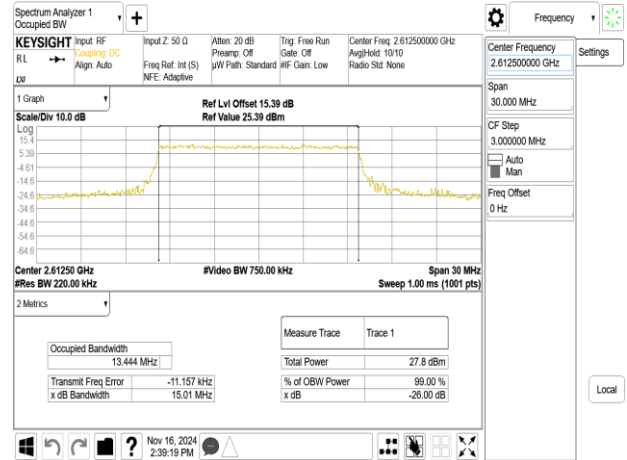 Spectrum Analyzer 1
Occupied BW
Frequency
KEYSIGHT
RL
Input: RF
Coupling: DC
Align: Auto
Input Z: 50 Ω
Freq Ref: Int (S)
NFE: Adaptive
Atten: 20 dB
Preamp: Off
µW Path: Standard
Trig: Free Run
Gate: Off
#IF Gain: Low
Center Freq: 2.612500000 GHz
Avg|Hold: 10/10
Radio Std: None
Center Frequency
2.612500000 GHz
Settings
Span
30.000 MHz
CF Step
3.000000 MHz
Auto
Man
Freq Offset
0 Hz
Local
1 Graph
Ref Lvl Offset 15.39 dB
Scale/Div 10.0 dB
Ref Value 25.39 dBm
Log
15.4
5.39
-4.61
-14.6
-24.6
-34.6
-44.6
-54.6
-64.6
Center 2.61250 GHz
#Video BW 750.00 kHz
Span 30 MHz
#Res BW 220.00 kHz
Sweep 1.00 ms (1001 pts)
2 Metrics
Measure Trace
Trace 1
Occupied Bandwidth
13.444 MHz
Total Power
27.8 dBm
Transmit Freq Error
-11.157 kHz
% of OBW Power
99.00 %
x dB Bandwidth
15.01 MHz
x dB
-26.00 dB
?
Nov 16, 2024
2:39:19 PM